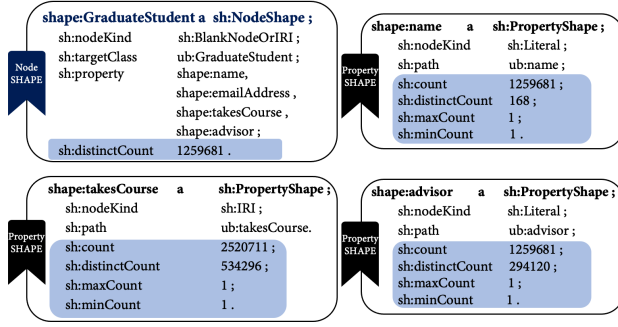 shape:GraduateStudent a sh:NodeShape ;
sh:nodeKind sh:BlankNodeOrIRI ;
sh:targetClass ub:GraduateStudent ;
sh:property shape:name,
shape:emailAddress ,
shape:takesCourse ,
shape:advisor ;
sh:distinctCount 1259681 .
Node
SHAPE
shape:name a sh:PropertyShape ;
sh:nodeKind sh:Literal ;
sh:path ub:name ;
sh:count 1259681 ;
sh:distinctCount 168 ;
sh:maxCount 1 ;
sh:minCount 1 .
Property
SHAPE
shape:takesCourse a sh:PropertyShape ;
sh:nodeKind sh:IRI ;
sh:path ub:takesCourse.
sh:count 2520711 ;
sh:distinctCount 534296 ;
sh:maxCount 1 ;
sh:minCount 1 .
Property
SHAPE
shape:advisor a sh:PropertyShape ;
sh:nodeKind sh:Literal ;
sh:path ub:advisor ;
sh:count 1259681 ;
sh:distinctCount 294120 ;
sh:maxCount 1 ;
sh:minCount 1 .
Property
SHAPE